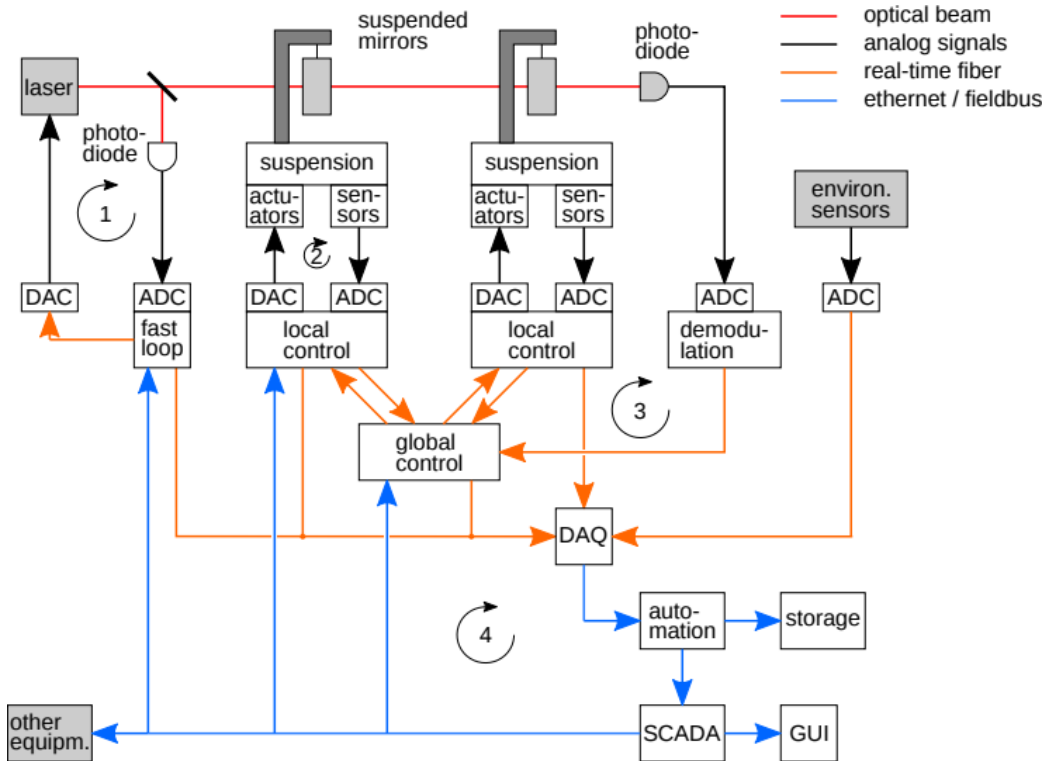 suspended
mirrors
photo-
diode
optical beam
analog signals
real-time fiber
ethernet / fieldbus
laser
photo-
diode
suspension
suspension
actu-
ators
sen-
sors
actu-
ators
sen-
sors
environ.
sensors
1
2
DAC
ADC
DAC
ADC
DAC
ADC
ADC
ADC
fast
loop
local
control
local
control
demodu-
lation
3
global
control
DAQ
4
auto-
mation
storage
other
equipm.
SCADA
GUI